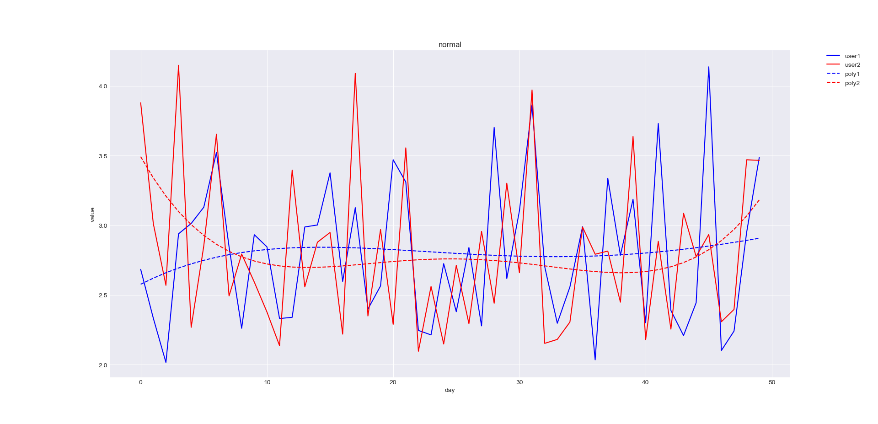 normal
user1
user2
poly1
poly2
4.0
3.5
3.0
2.5
2.0
value
0 10 20 30 40 50
day